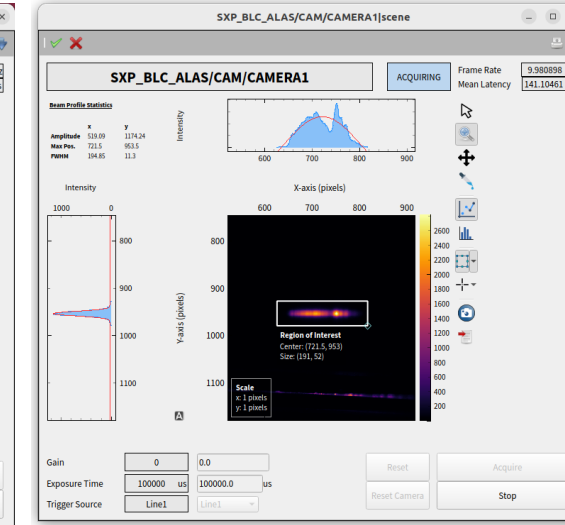 SXP_BLC_ALAS/CAM/CAMERA1|scene
SXP_BLC_ALAS/CAM/CAMERA1
ACQUIRING
Frame Rate 9.980898
Mean Latency 141.10461
Beam Profile Statistics
x y
Amplitude 519.09 1174.24
Max Pos. 721.5 953.5
FWHM 194.85 11.3
Intensity
600 700 800 900
X-axis (pixels)
Intensity
1000 0
800
900
1000
1100
600 700 800 900
Y-axis (pixels)
800
900
1000
1100
Region of Interest
Center: (721.5, 953)
Size: (191, 52)
Scale
x: 1 pixels
y: 1 pixels
2600
2400
2200
2000
1800
1600
1400
1200
1000
800
600
400
200
A
Gain 0 0.0
Exposure Time 100000 us 100000.0 us
Trigger Source Line1 Line1
Reset Acquire
Reset Camera Stop